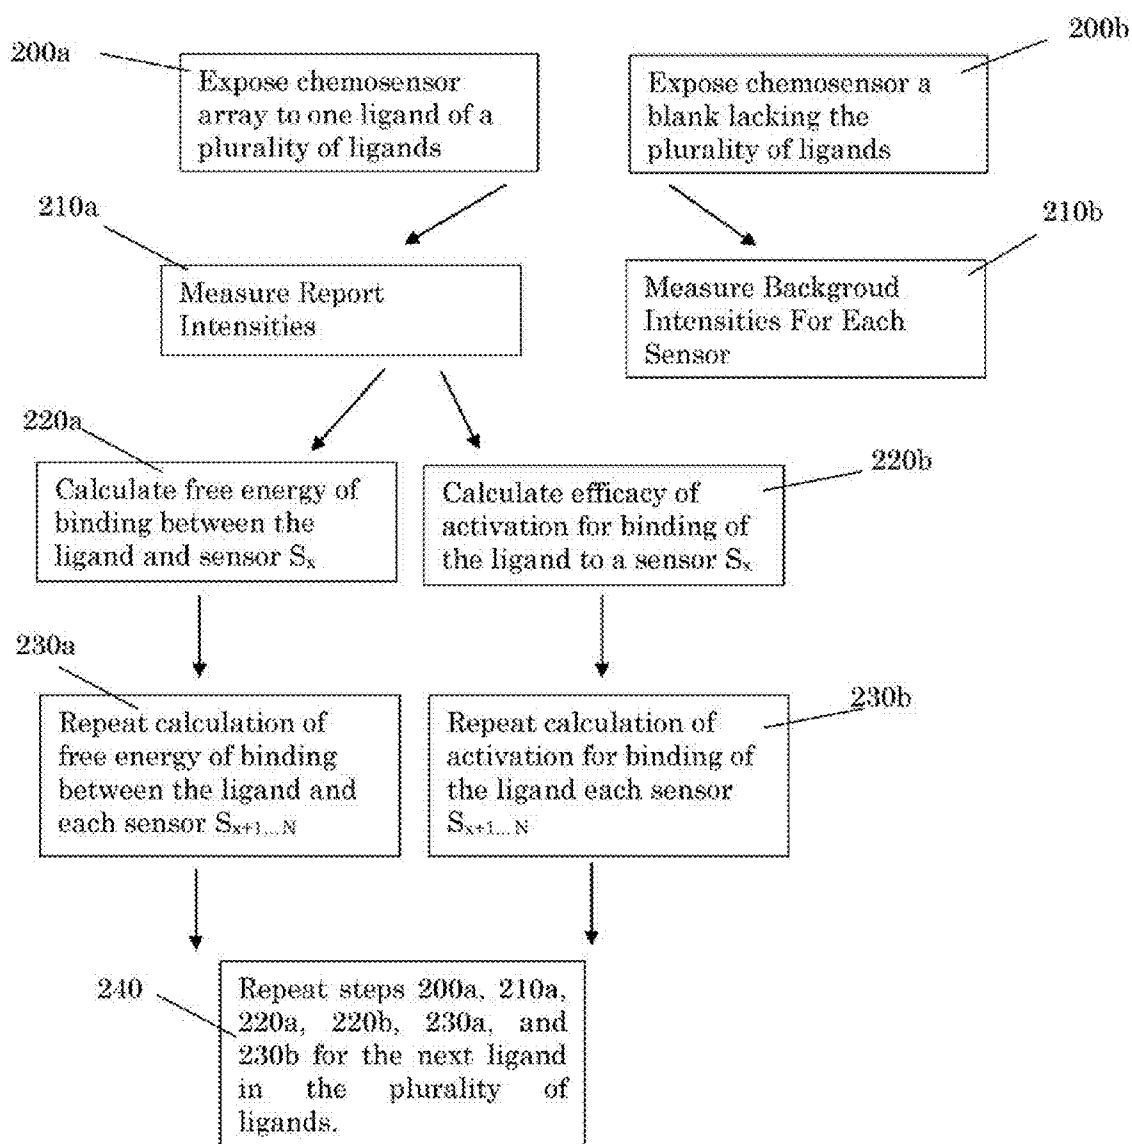 200a
Expose chemosensor
array to one ligand of a
plurality of ligands
200b
Expose chemosensor a
blank lacking the
plurality of ligands
210a
Measure Report
Intensities
210b
Measure Backgroud
Intensities For Each
Sensor
220a
Calculate free energy of
binding between the
ligand and sensor Sx
220b
Calculate efficacy of
activation for binding of
the ligand to a sensor Sx
230a
Repeat calculation of
free energy of binding
between the ligand and
each sensor Sx+1...N
230b
Repeat calculation of
activation for binding of
the ligand each sensor
Sx+1...N
240
Repeat steps 200a, 210a,
220a, 220b, 230a, and
230b for the next ligand
in the plurality of
ligands.